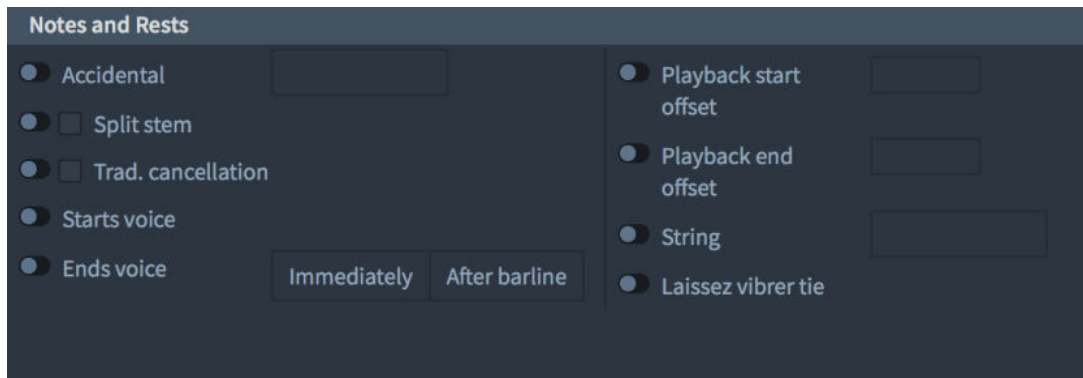 Notes and Rests
Accidental
Split stem
Trad. cancellation
Starts voice
Ends voice
Immediately
After barline
Playback start
offset
Playback end
offset
String
Laissez vibrer tie